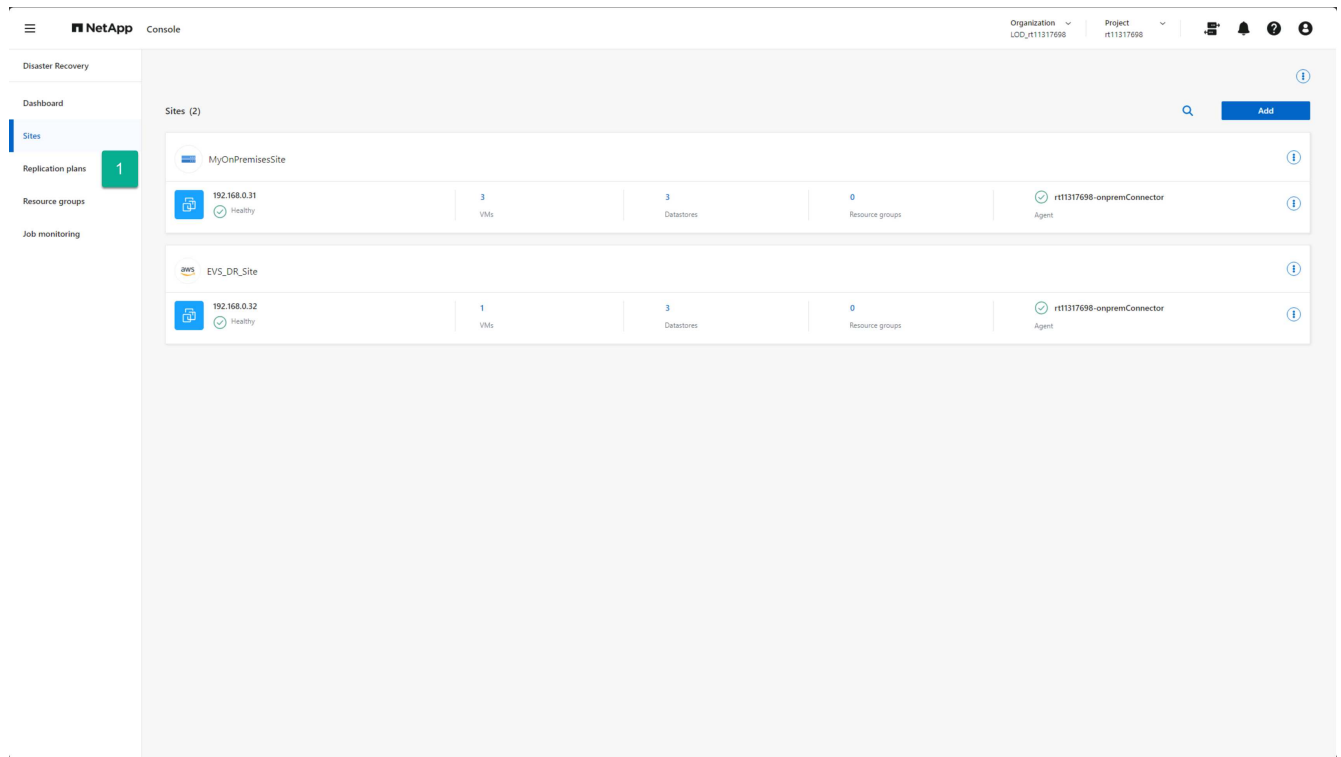 NetApp Console
Organization
LOD_rt11317698
Project
rt11317698
Disaster Recovery
Dashboard
Sites
Replication plans
1
Resource groups
Job monitoring
Sites (2)
Add
MyOnPremisesSite
192.168.0.31
Healthy
3
VMs
3
Datastores
0
Resource groups
rt11317698-onpremConnector
Agent
aws
EVS_DR_Site
192.168.0.32
Healthy
1
VMs
3
Datastores
0
Resource groups
rt11317698-onpremConnector
Agent